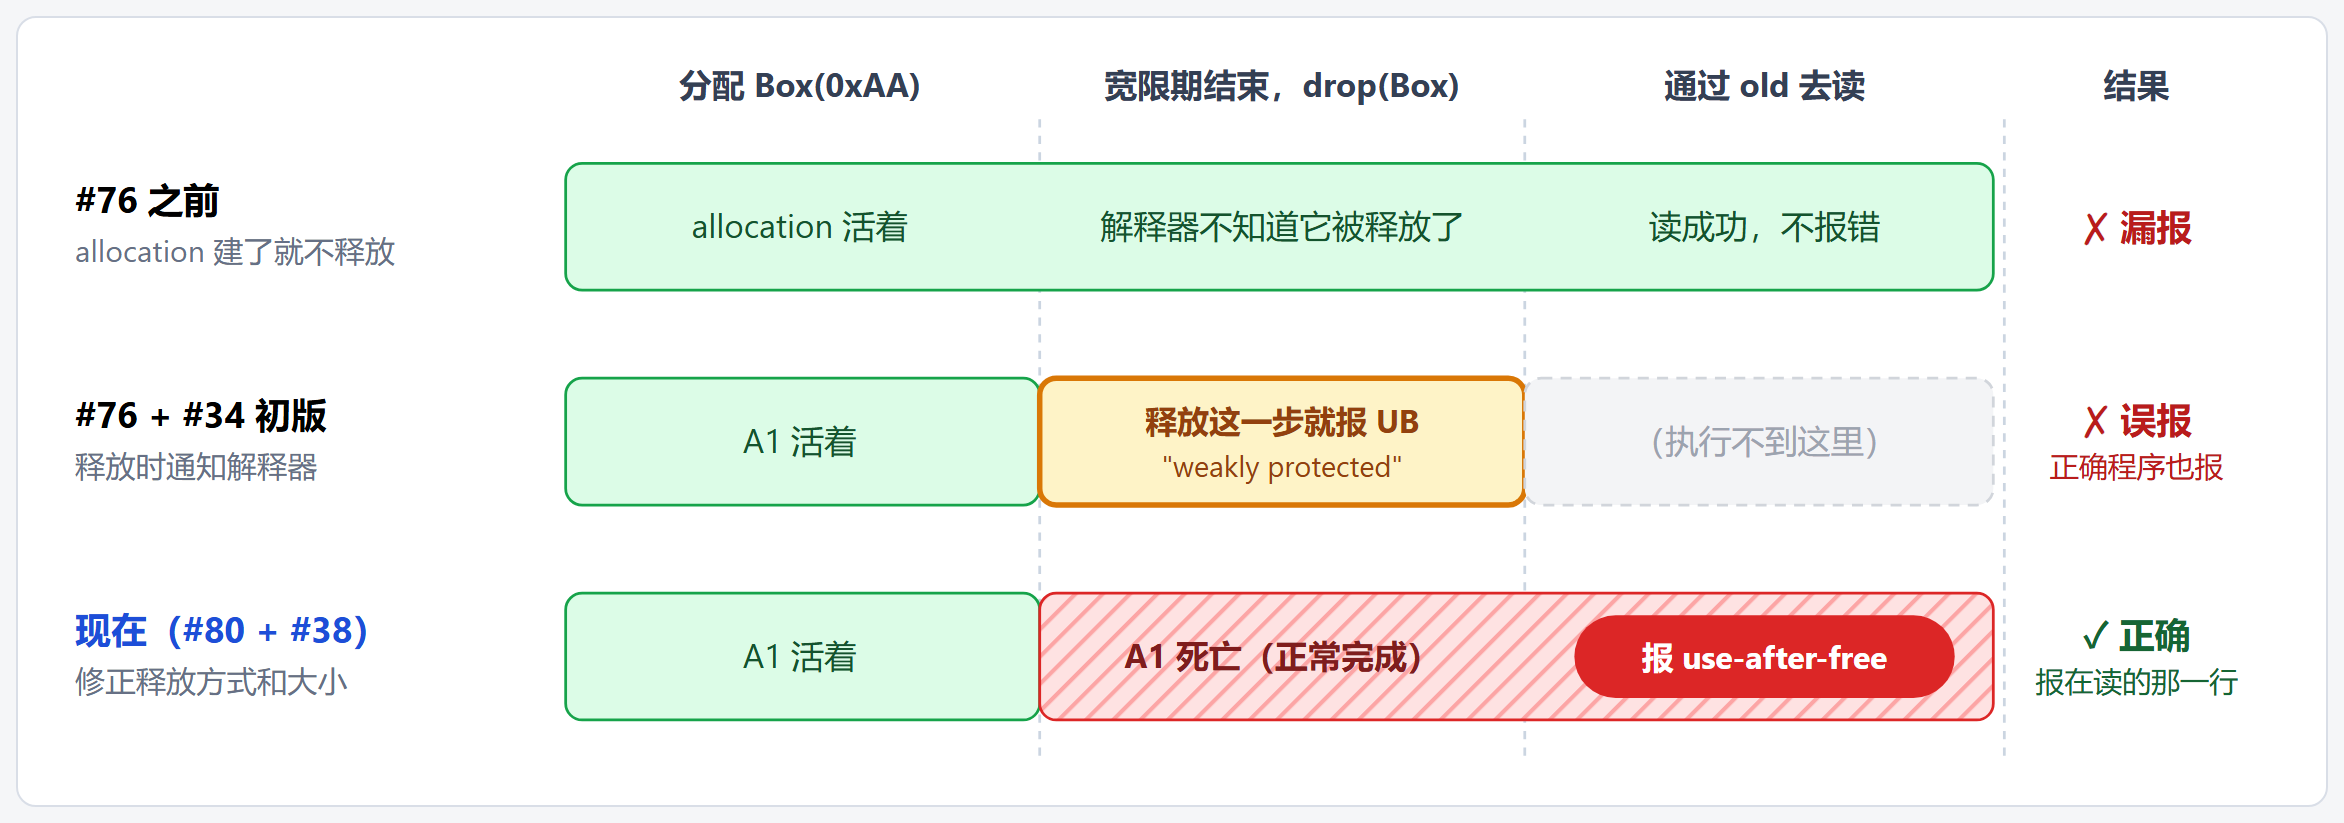 分配 Box(0xAA)
宽限期结束，drop(Box)
通过 old 去读
结果
#76 之前
allocation 建了就不释放
allocation 活着
解释器不知道它被释放了
读成功，不报错
✗ 漏报
#76 + #34 初版
释放时通知解释器
A1 活着
释放这一步就报 UB
"weakly protected"
（执行不到这里）
✗ 误报
正确程序也报
现在（#80 + #38）
修正释放方式和大小
A1 活着
A1 死亡（正常完成）
报 use-after-free
✓ 正确
报在读的那一行